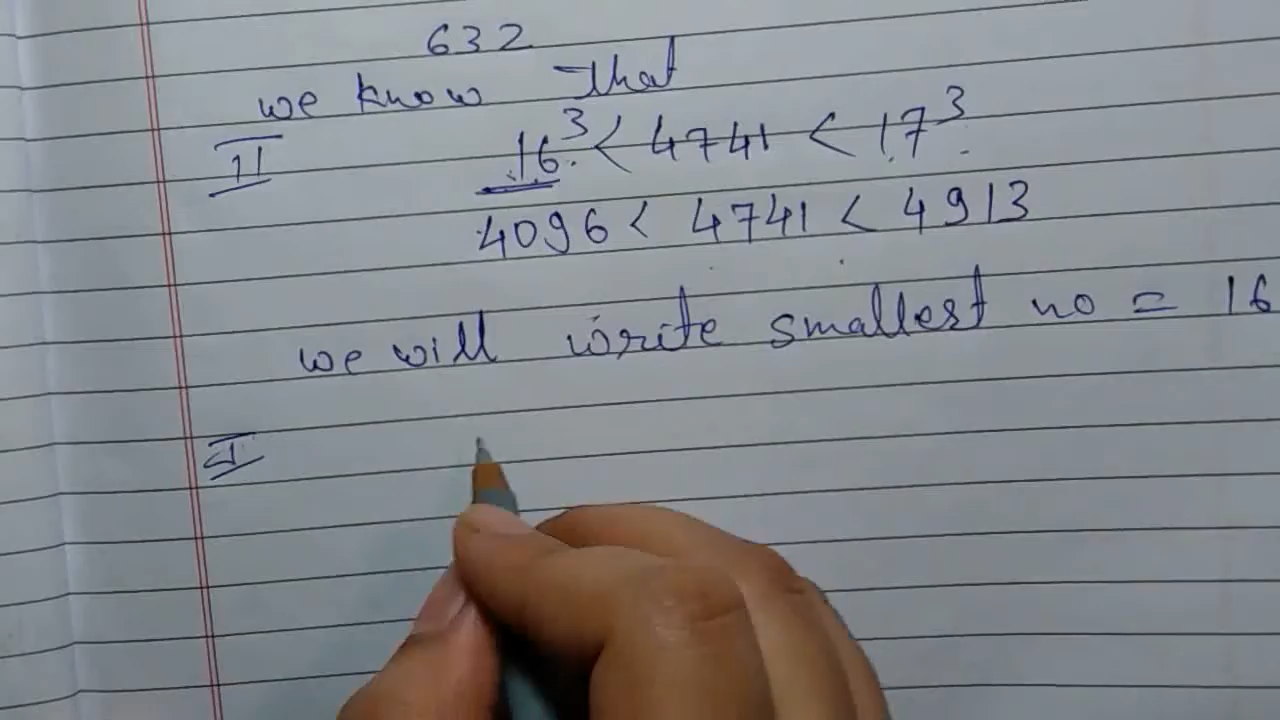 632
we know that
II 16³ < 4741 < 17³
4096 < 4741 < 4913
we will write smallest no = 16
I